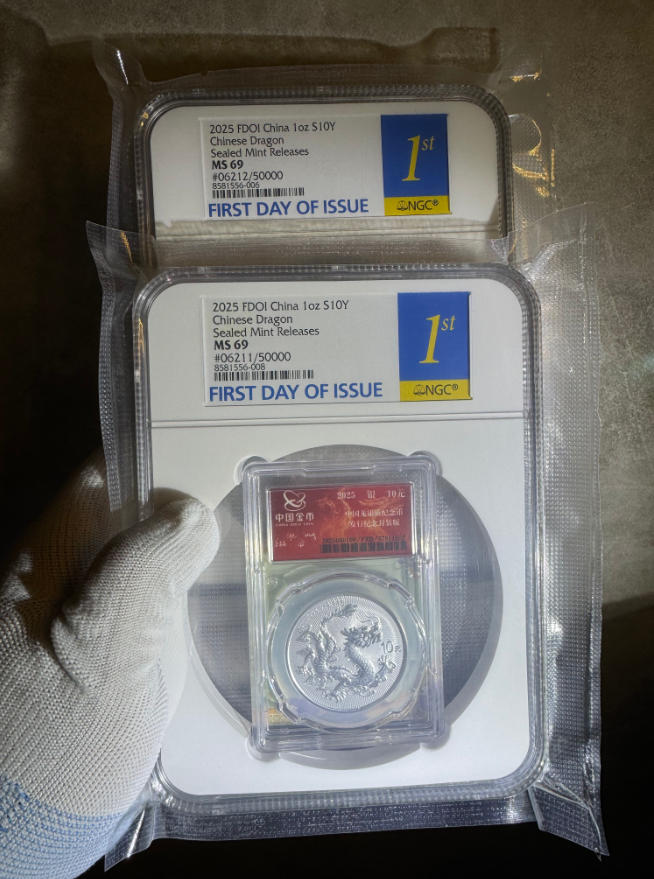 2025 FDOI China 1oz S10Y
Chinese Dragon
Sealed Mint Releases
MS 69
#06212/50000
8581556-006
FIRST DAY OF ISSUE
1st
NGC®
2025 FDOI China 1oz S10Y
Chinese Dragon
Sealed Mint Releases
MS 69
#06211/50000
8581556-008
FIRST DAY OF ISSUE
1st
NGC®
2025 银 10元
中国金币
10元